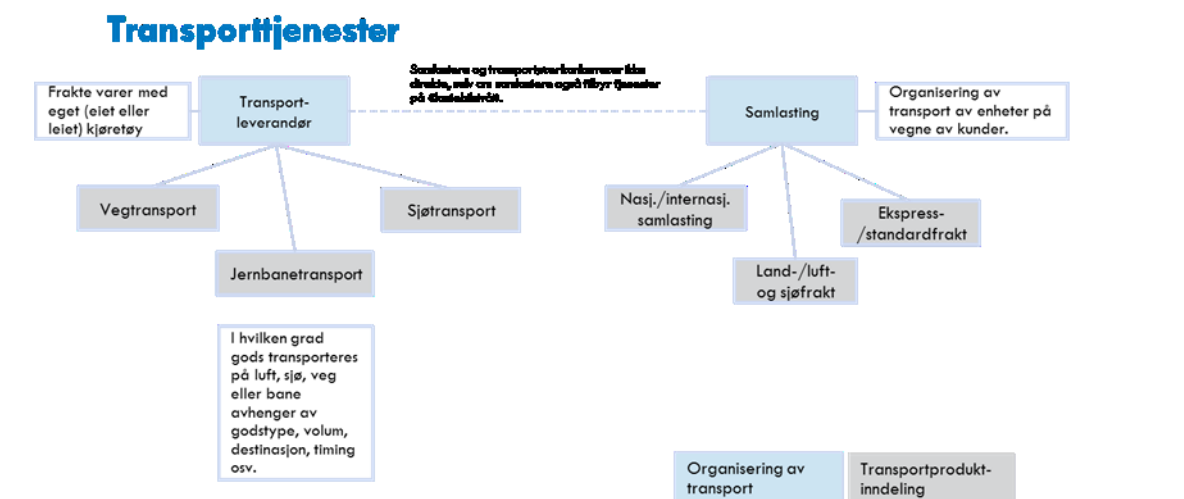 Transporttjenester
Samlastere og transportører konkurrerer ikke
direkte, selv om samlastere også tilbyr tjenester
på
Frakte varer med
eget (eiet eller
leiet) kjøretøy
Transport-
leverandør
Samlasting
Organisering av
transport av enheter på
vegne av kunder.
Vegtransport
Sjøtransport
Jernbanetransport
Nasj./internasj.
samlasting
Ekspress-
/standardfrakt
Land-/luft-
og sjøfrakt
I hvilken grad
gods transporteres
på luft, sjø, veg
eller bane
avhenger av
godstype, volum,
destinasjon, timing
osv.
Organisering av
transport
Transportprodukt-
inndeling